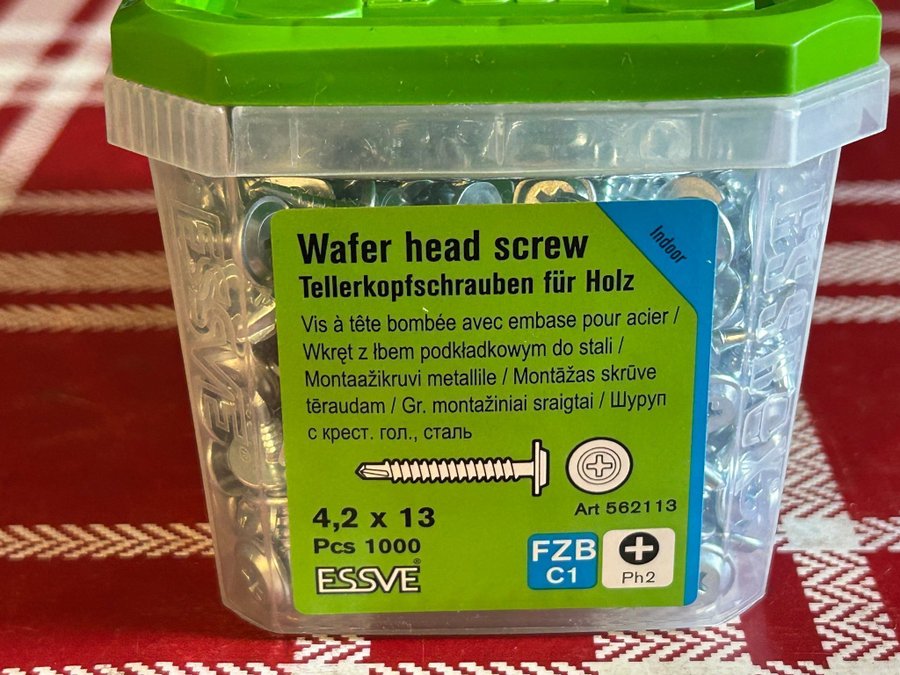 Indoor
Wafer head screw
Tellerkopfschrauben für Holz
Vis à tête bombée avec embase pour acier /
Wkręt z łbem podkładkowym do stali /
Montaažikruvi metallile / Montāžas skrūve
tēraudam / Gr. montažiniai sraigtai / Шуруп
с крест. гол., сталь
Art 562113
4,2 x 13
Pcs 1000
ESSVE®
FZB
C1
Ph2
ESSVE
ESSVE